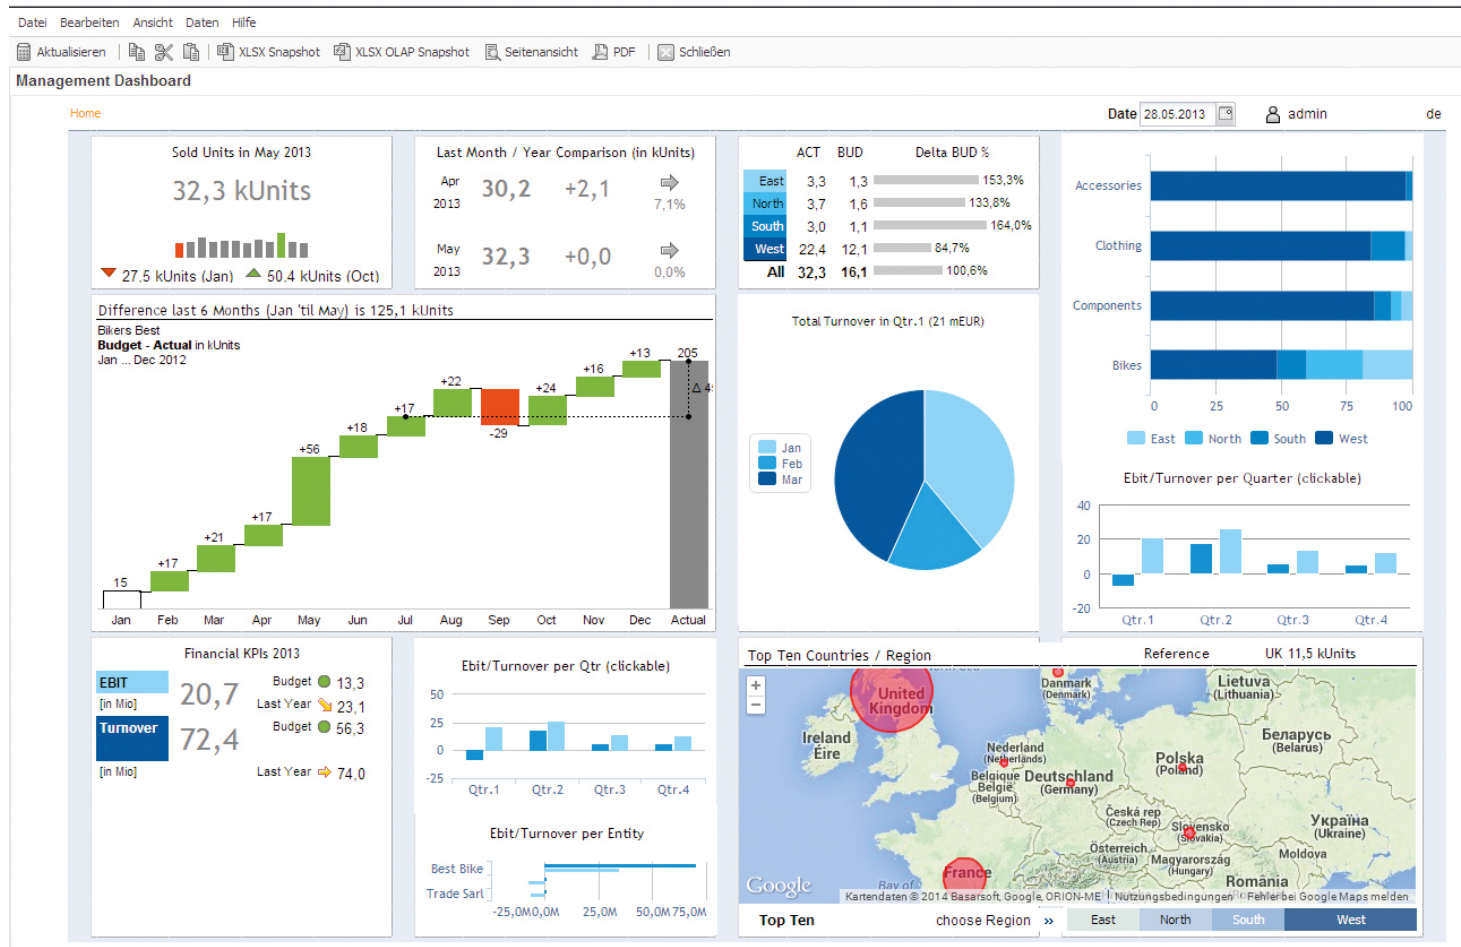 Datei Bearbeiten Ansicht Daten Hilfe
Aktualisieren XLSX Snapshot XLSX OLAP Snapshot Seitenansicht PDF Schließen
Management Dashboard
Home
Date 28.05.2013 admin de
Sold Units in May 2013
32,3 kUnits
27,5 kUnits (Jan) 50,4 kUnits (Oct)
Last Month / Year Comparison (in kUnits)
Apr 2013 30,2 +2,1 7,1%
May 2013 32,3 +0,0 0,0%
ACT BUD Delta BUD %
East 3,3 1,3 153,3%
North 3,7 1,6 133,8%
South 3,0 1,1 164,0%
West 22,4 12,1 84,7%
All 32,3 16,1 100,6%
Accessories
Clothing
Components
Bikes
0 25 50 75 100
East North South West
Difference last 6 Months (Jan 'til May) is 125,1 kUnits
Bikers Best
Budget - Actual in kUnits
Jan ... Dec 2012
15 +17 +21 +17 +56 +18 +17 +22 -29 +24 +16 +13 205
Jan Feb Mar Apr May Jun Jul Aug Sep Oct Nov Dec Actual
Total Turnover in Qtr.1 (21 mEUR)
Jan
Feb
Mar
Ebit/Turnover per Quarter (clickable)
40
20
0
-20
Qtr.1 Qtr.2 Qtr.3 Qtr.4
Financial KPIs 2013
EBIT
[in Mio]
20,7
Budget 13,3
Last Year 23,1
Turnover
[in Mio]
72,4
Budget 56,3
Last Year 74,0
Ebit/Turnover per Qtr (clickable)
50
25
0
-25
Qtr.1 Qtr.2 Qtr.3 Qtr.4
Ebit/Turnover per Entity
Best Bike
Trade Sarl
-25,0M 0,0M 25,0M 50,0M 75,0M
Top Ten Countries / Region Reference UK 11,5 kUnits
+
−
United
Kingdom
Ireland
Éire
Danmark
(Denmark)
Lietuva
(Lithuania)
Беларусь
(Belarus)
Nederland
(Netherlands)
Polska
(Poland)
Belgique
België
(Belgium)
Deutschland
(Germany)
Česká rep
(Czech Rep)
Slovensko
(Slovakia)
Україна
(Ukraine)
Österreich
(Austria)
Magyarország
(Hungary)
Moldova
France
România
Bay of
Google
Kartendaten © 2014 Basarsoft, Google, ORION-ME Nutzungsbedingungen Fehler bei Google Maps melden
Top Ten choose Region » East North South West